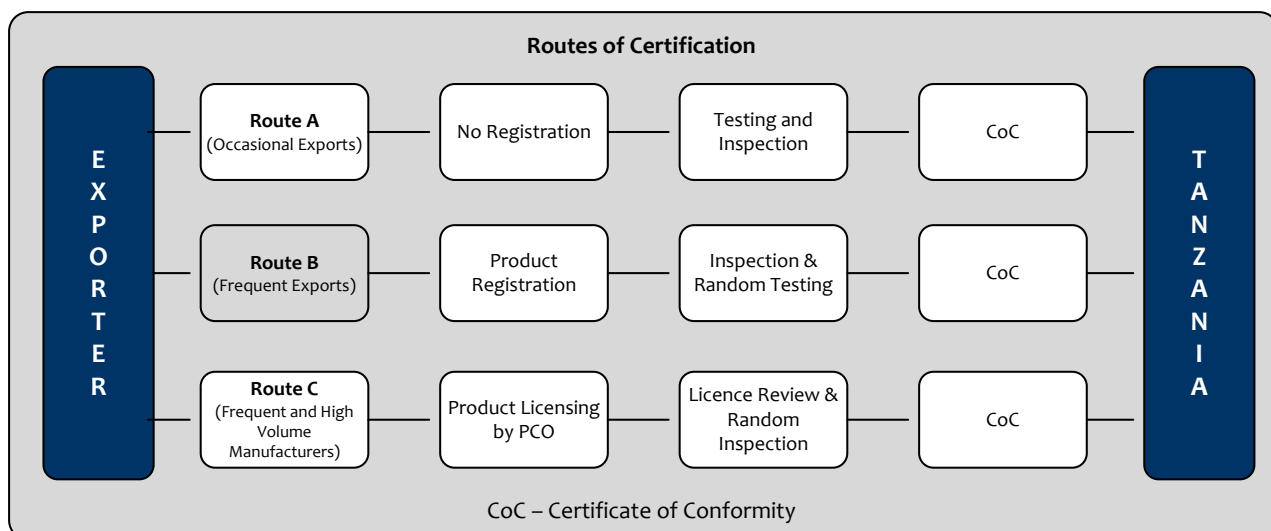 Routes of Certification
EXPORTER
Route A
(Occasional Exports)
No Registration
Testing and
Inspection
CoC
Route B
(Frequent Exports)
Product
Registration
Inspection &
Random Testing
CoC
Route C
(Frequent and High
Volume
Manufacturers)
Product Licensing
by PCO
Licence Review &
Random
Inspection
CoC
TANZANIA
CoC – Certificate of Conformity